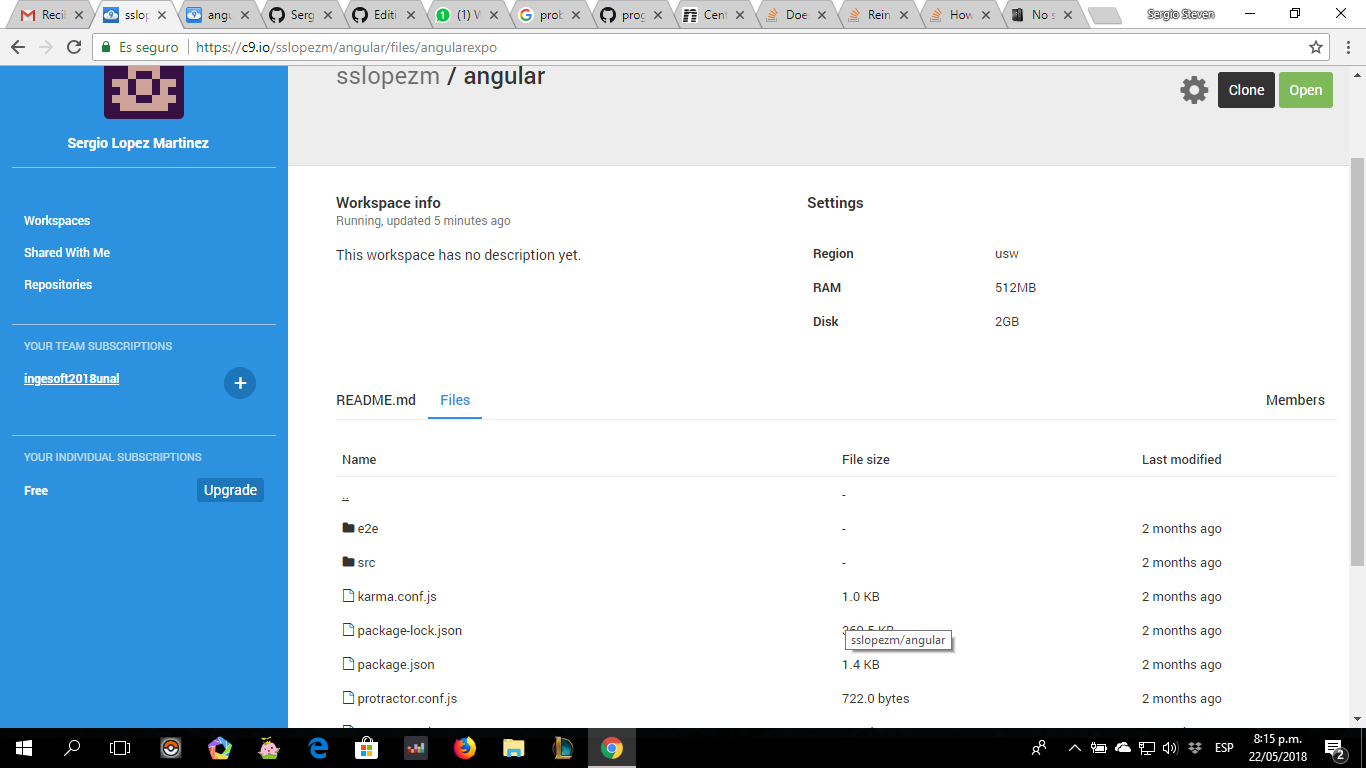 Recil
sslop
angu
Serg
Editi
(1) W
prob
prog
Cent
Doe
Rein
How
No s
Sergio Steven
Es seguro
https://c9.io/sslopezm/angular/files/angularexpo
sslopezm / angular
Clone
Open
Sergio Lopez Martinez
Workspaces
Shared With Me
Repositories
YOUR TEAM SUBSCRIPTIONS
ingesoft2018unal
+
YOUR INDIVIDUAL SUBSCRIPTIONS
Free
Upgrade
Workspace info
Running, updated 5 minutes ago
This workspace has no description yet.
Settings
Region usw
RAM 512MB
Disk 2GB
README.md Files Members
Name File size Last modified
.. -
e2e - 2 months ago
src - 2 months ago
karma.conf.js 1.0 KB 2 months ago
package-lock.json 2 months ago
sslopezm/angular
package.json 1.4 KB 2 months ago
protractor.conf.js 722.0 bytes 2 months ago
ESP
8:15 p.m.
22/05/2018
2